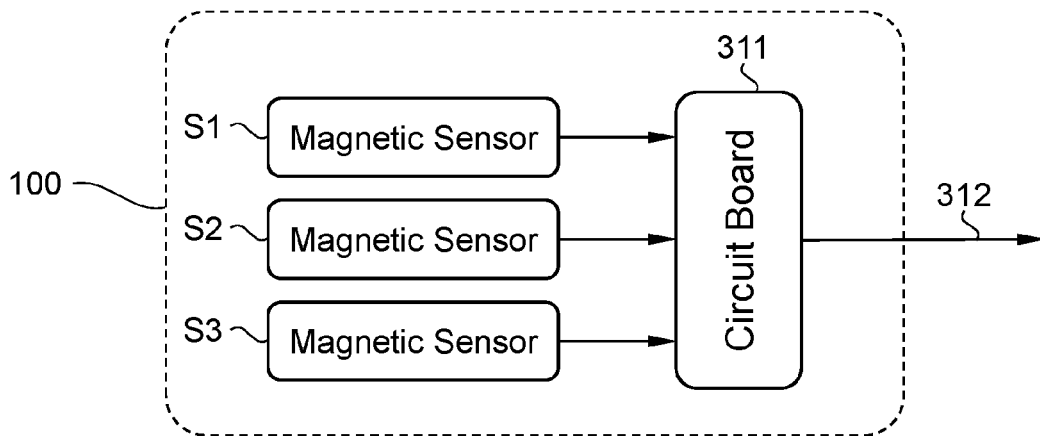 311
S1
Magnetic Sensor
100
S2
Magnetic Sensor
Circuit Board
312
S3
Magnetic Sensor